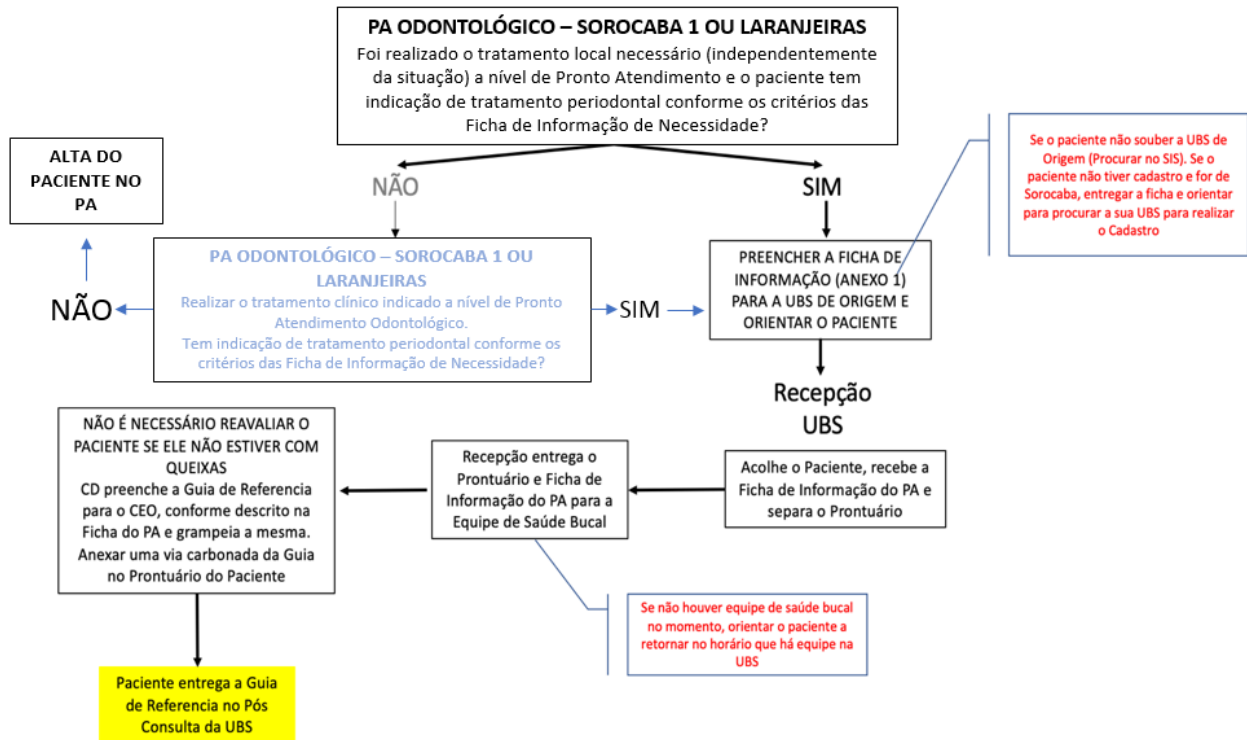 PA ODONTOLÓGICO – SOROCABA 1 OU LARANJEIRAS
Foi realizado o tratamento local necessário (independentemente
da situação) a nível de Pronto Atendimento e o paciente tem
indicação de tratamento periodontal conforme os critérios das
Ficha de Informação de Necessidade?
Se o paciente não souber a UBS de
Origem (Procurar no SIS). Se o
paciente não tiver cadastro e for de
Sorocaba, entregar a ficha e orientar
para procurar a sua UBS para realizar
o Cadastro
ALTA DO
PACIENTE NO
PA
NÃO
SIM
PA ODONTOLÓGICO – SOROCABA 1 OU
LARANJEIRAS
Realizar o tratamento clínico indicado a nível de Pronto
Atendimento Odontológico.
Tem indicação de tratamento periodontal conforme os
critérios das Ficha de Informação de Necessidade?
NÃO
SIM
PREENCHER A FICHA DE
INFORMAÇÃO (ANEXO 1)
PARA A UBS DE ORIGEM E
ORIENTAR O PACIENTE
Recepção
UBS
Acolhe o Paciente, recebe a
Ficha de Informação do PA e
separa o Prontuário
Recepção entrega o
Prontuário e Ficha de
Informação do PA para a
Equipe de Saúde Bucal
NÃO É NECESSÁRIO REAVALIAR O
PACIENTE SE ELE NÃO ESTIVER COM
QUEIXAS
CD preenche a Guia de Referencia
para o CEO, conforme descrito na
Ficha do PA e grampeia a mesma.
Anexar uma via carbonada da Guia
no Prontuário do Paciente
Se não houver equipe de saúde bucal
no momento, orientar o paciente a
retornar no horário que há equipe na
UBS
Paciente entrega a Guia
de Referencia no Pós
Consulta da UBS